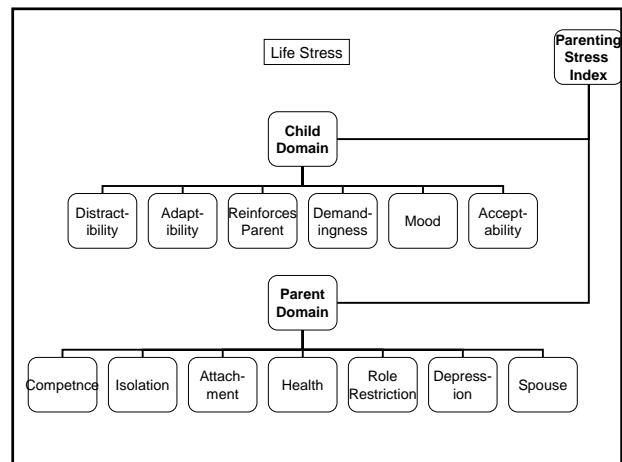 Life Stress
Parenting
Stress
Index
Child
Domain
Distract-
ibility
Adapt-
ibility
Reinforces
Parent
Demand-
ingness
Mood
Accept-
ability
Parent
Domain
Competnce
Isolation
Attach-
ment
Health
Role
Restriction
Depress-
ion
Spouse